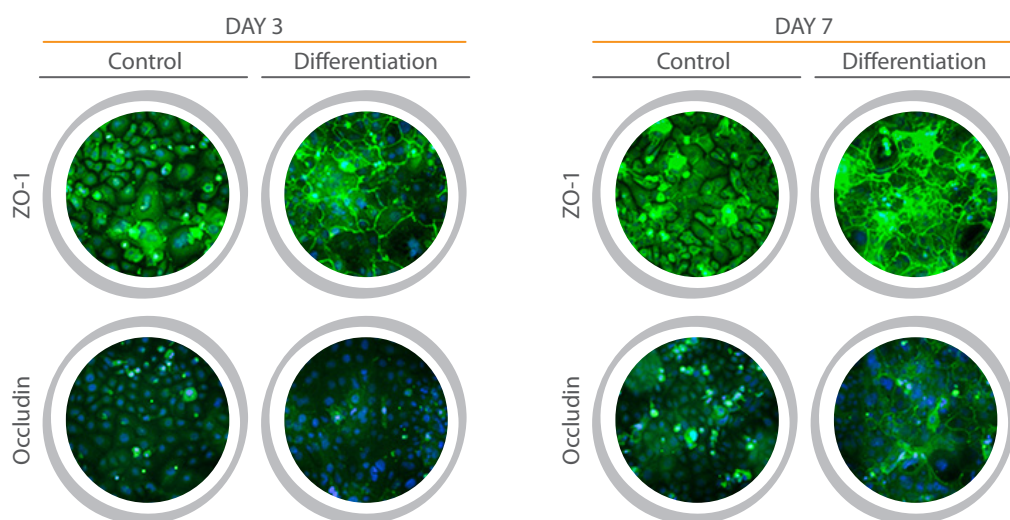 DAY 3
DAY 7
Control
Differentiation
Control
Differentiation
ZO-1
ZO-1
Occludin
Occludin